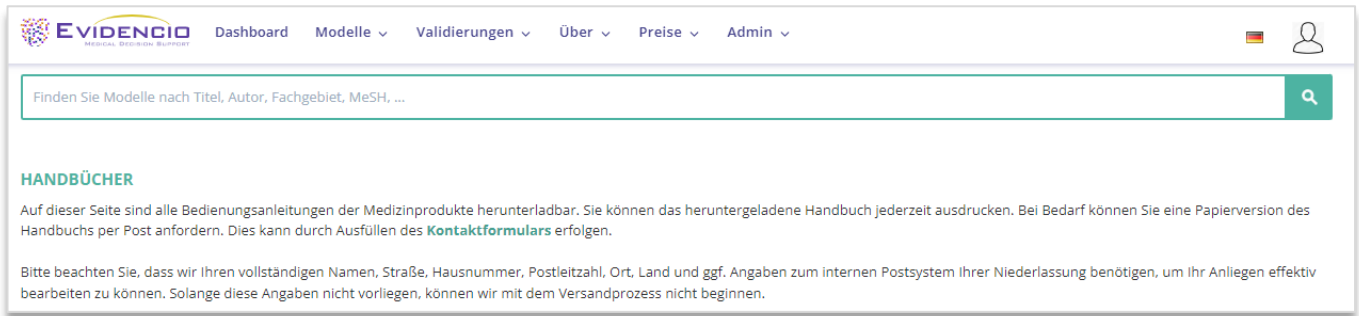 EVIDENCIO
MEDICAL DECISION SUPPORT
Dashboard Modelle Validierungen Über Preise Admin
Finden Sie Modelle nach Titel, Autor, Fachgebiet, MeSH, ...
HANDBÜCHER
Auf dieser Seite sind alle Bedienungsanleitungen der Medizinprodukte herunterladbar. Sie können das heruntergeladene Handbuch jederzeit ausdrucken. Bei Bedarf können Sie eine Papierversion des
Handbuchs per Post anfordern. Dies kann durch Ausfüllen des Kontaktformulars erfolgen.
Bitte beachten Sie, dass wir Ihren vollständigen Namen, Straße, Hausnummer, Postleitzahl, Ort, Land und ggf. Angaben zum internen Postsystem Ihrer Niederlassung benötigen, um Ihr Anliegen effektiv
bearbeiten zu können. Solange diese Angaben nicht vorliegen, können wir mit dem Versandprozess nicht beginnen.